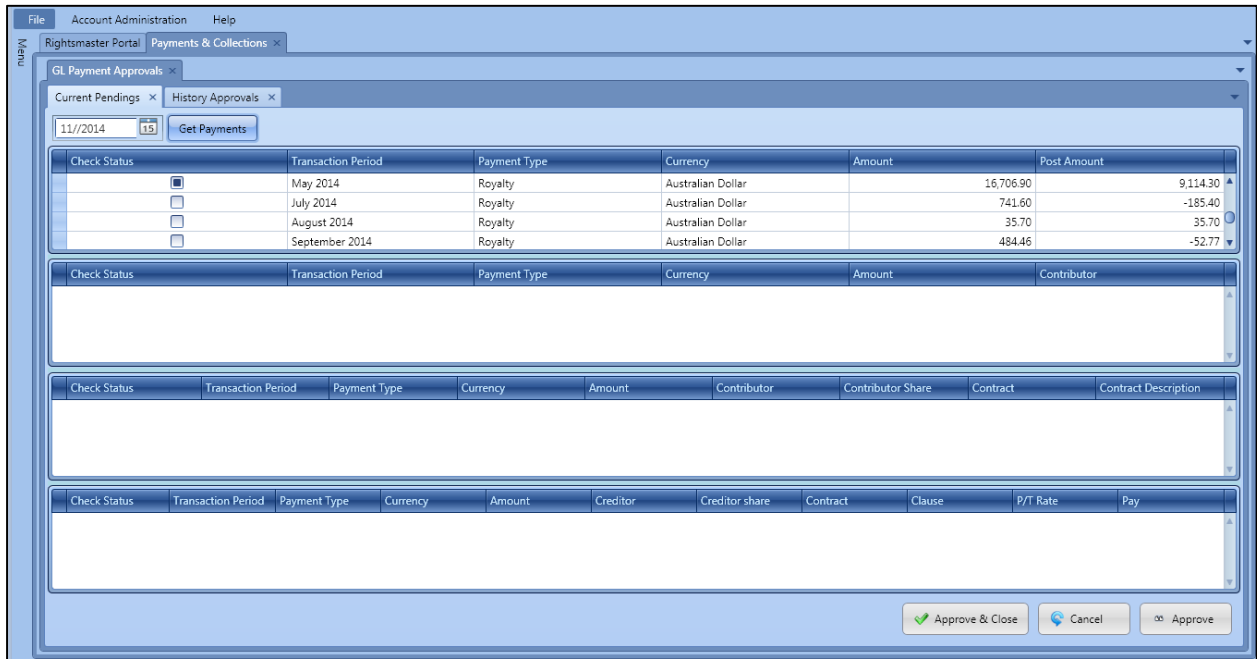 File Account Administration Help
Menu
Rightsmaster Portal Payments & Collections ×
GL Payment Approvals ×
Current Pendings × History Approvals ×
11//2014 15 Get Payments
Check Status Transaction Period Payment Type Currency Amount Post Amount
May 2014 Royalty Australian Dollar 16,706.90 9,114.30
July 2014 Royalty Australian Dollar 741.60 -185.40
August 2014 Royalty Australian Dollar 35.70 35.70
September 2014 Royalty Australian Dollar 484.46 -52.77
Check Status Transaction Period Payment Type Currency Amount Contributor
Check Status Transaction Period Payment Type Currency Amount Contributor Contributor Share Contract Contract Description
Check Status Transaction Period Payment Type Currency Amount Creditor Creditor share Contract Clause P/T Rate Pay
Approve & Close Cancel Approve